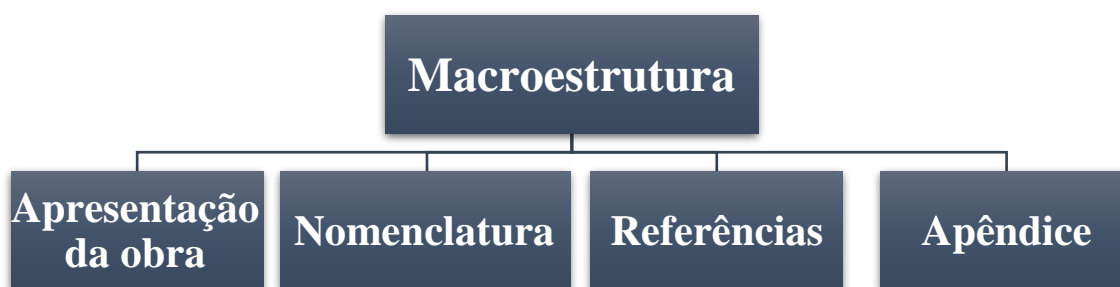 Macroestrutura
Apresentação
da obra
Nomenclatura
Referências
Apêndice